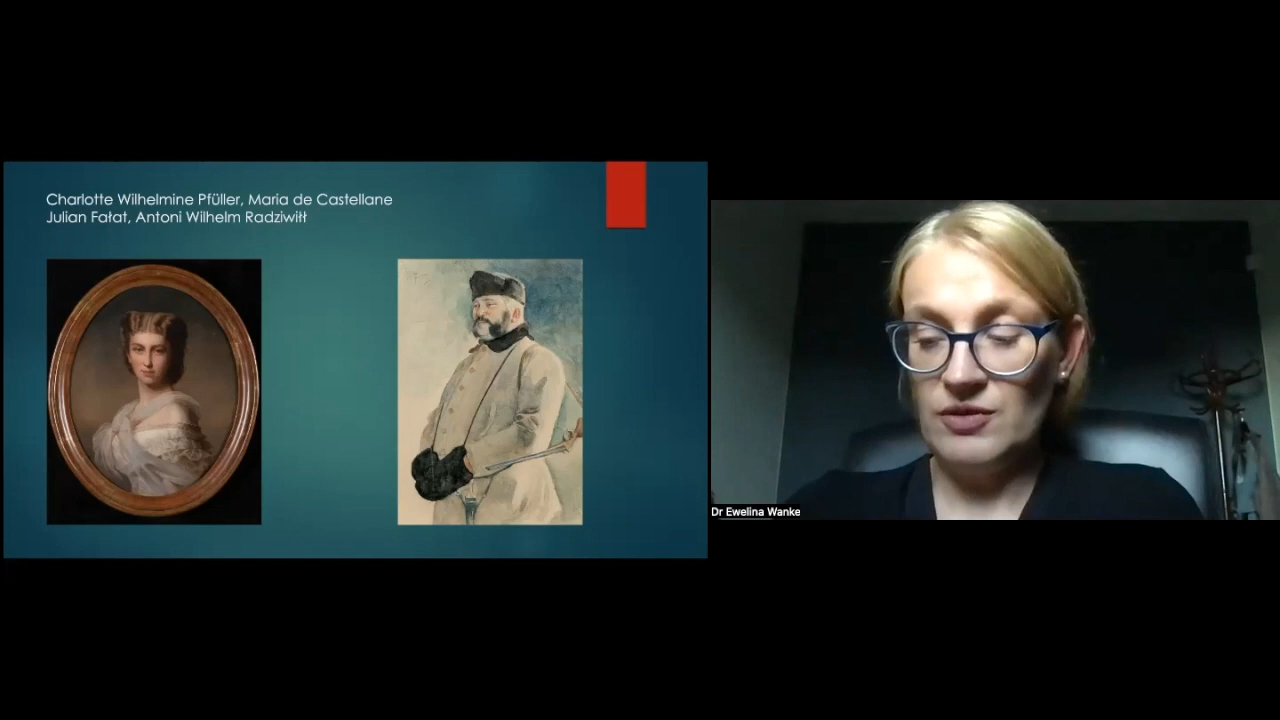 Charlotte Wilhelmine Pfüller, Maria de Castellane
Julian Fałat, Antoni Wilhelm Radziwiłł
Dr Ewelina Wanke